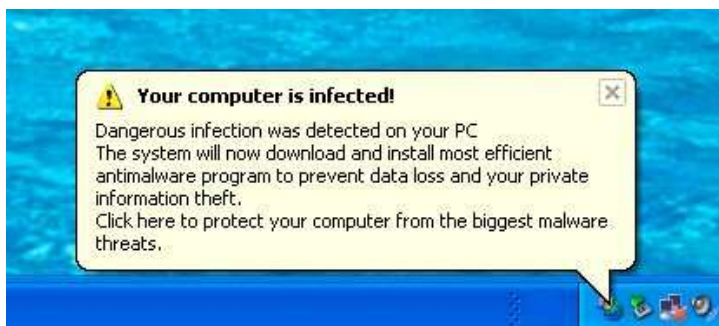 Your computer is infected!
Dangerous infection was detected on your PC
The system will now download and install most efficient
antimalware program to prevent data loss and your private
information theft.
Click here to protect your computer from the biggest malware
threats.